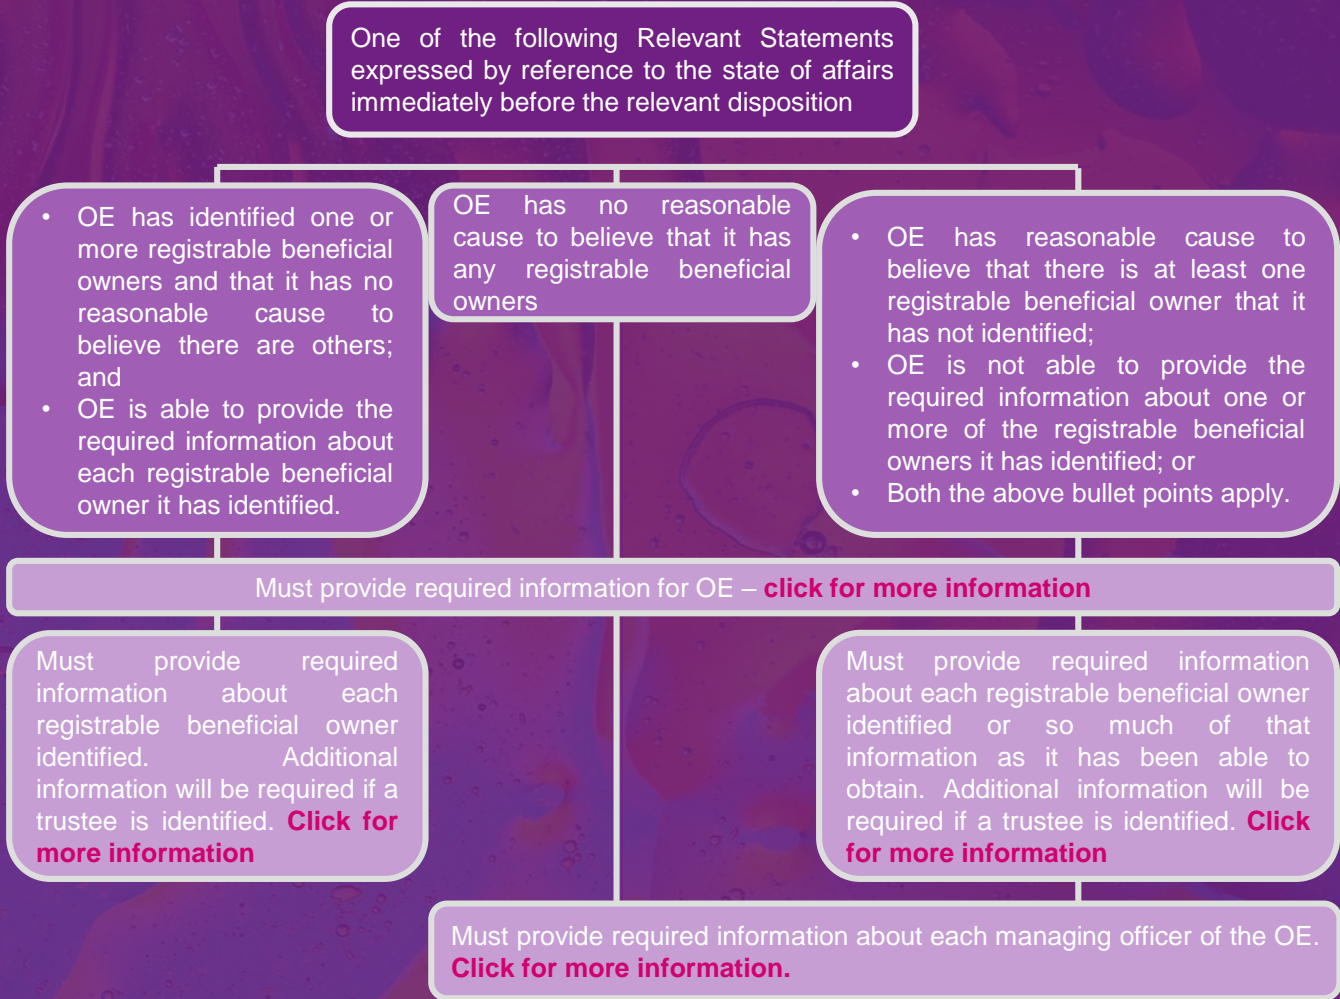 One of the following Relevant Statements
expressed by reference to the state of affairs
immediately before the relevant disposition
• OE has identified one or
more registrable beneficial
owners and that it has no
reasonable cause to
believe there are others;
and
• OE is able to provide the
required information about
each registrable beneficial
owner it has identified.
OE has no reasonable
cause to believe that it has
any registrable beneficial
owners
• OE has reasonable cause to
believe that there is at least one
registrable beneficial owner that it
has not identified;
• OE is not able to provide the
required information about one or
more of the registrable beneficial
owners it has identified; or
• Both the above bullet points apply.
Must provide required information for OE – click for more information
Must provide required
information about each
registrable beneficial owner
identified. Additional
information will be required if a
trustee is identified. Click for
more information
Must provide required information
about each registrable beneficial owner
identified or so much of that
information as it has been able to
obtain. Additional information will be
required if a trustee is identified. Click
for more information
Must provide required information about each managing officer of the OE.
Click for more information.